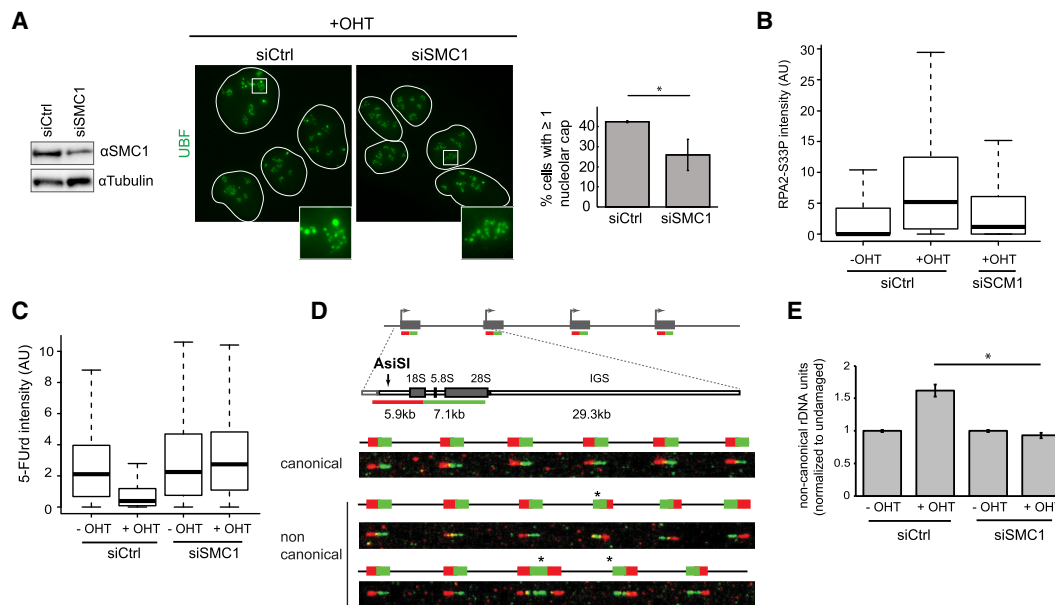 A
+OHT
siCtrl
siSMC1
siCtrl
siSMC1
αSMC1
αTubulin
UBF
% cells with ≥ 1
nucleolar cap
40
30
20
10
0
*
siCtrl
siSMC1
B
RPA2-S33P intensity (AU)
30
25
20
15
10
5
0
-OHT
+OHT
+OHT
siCtrl
siSCM1
C
5-FUrd intensity (AU)
10
8
6
4
2
0
- OHT
+ OHT
- OHT
+ OHT
siCtrl
siSMC1
D
AsiSI
18S
5.8S
28S
IGS
5.9kb
7.1kb
29.3kb
canonical
non
canonical
*
*
*
E
non-canonical rDNA units
(normalized to undamaged)
2
1.5
1
0.5
0
*
- OHT
+ OHT
- OHT
+ OHT
siCtrl
siSMC1